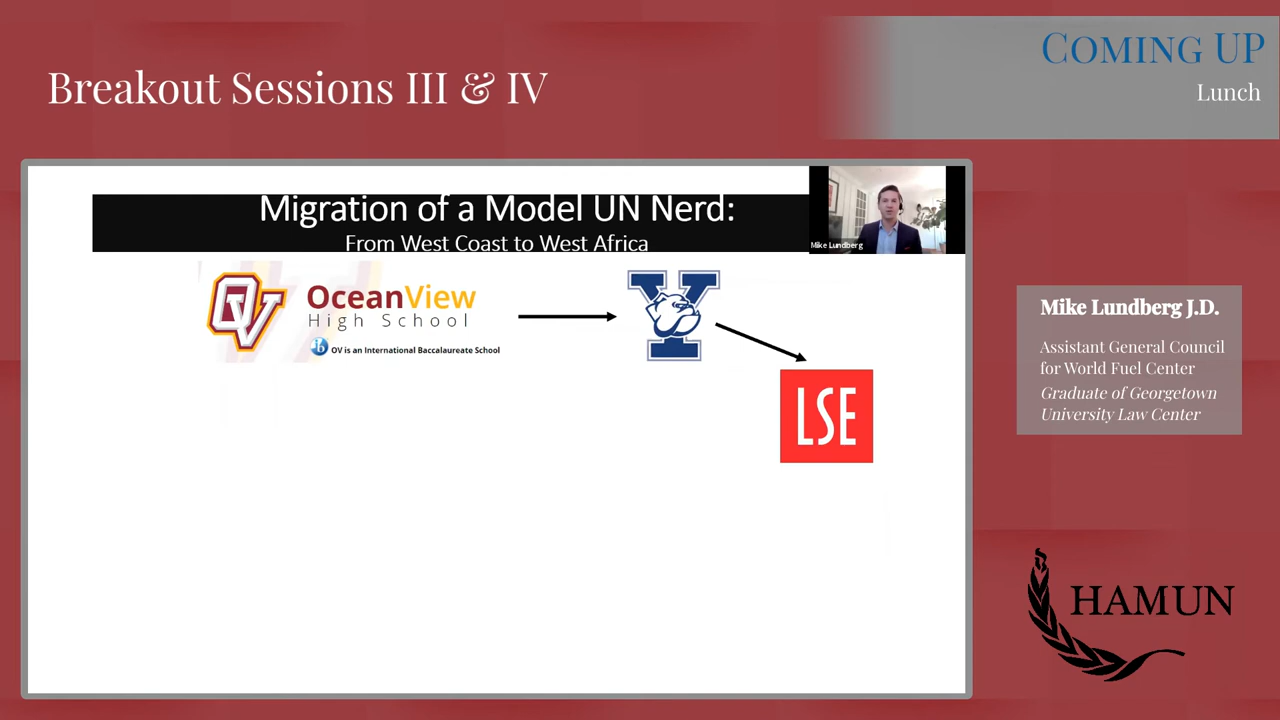 Breakout Sessions III & IV
COMING UP
Lunch
Migration of a Model UN Nerd:
From West Coast to West Africa
Mike Lundberg
OV
OceanView
High School
OV is an International Baccalaureate School
Y
LSE
Mike Lundberg J.D.
Assistant General Council
for World Fuel Center
Graduate of Georgetown
University Law Center
HAMUN